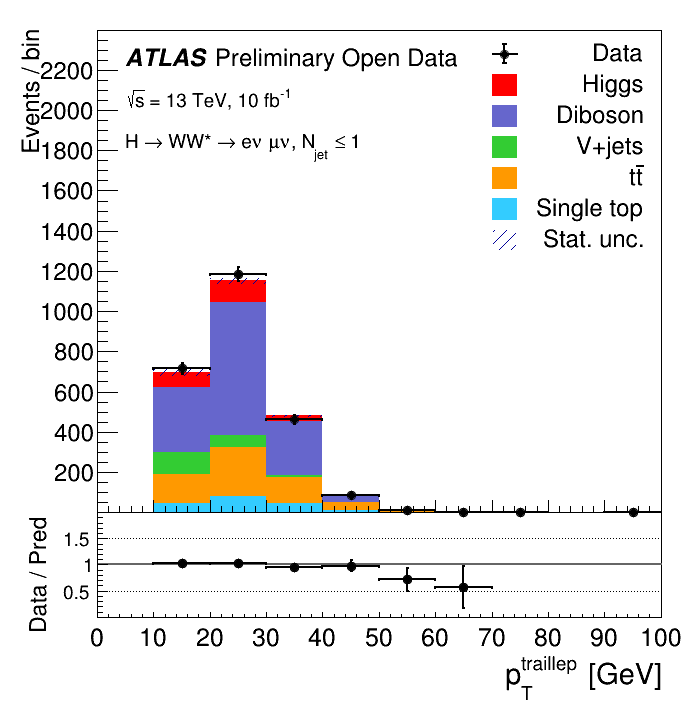 Events / bin
2200
2000
1800
1600
1400
1200
1000
800
600
400
200
ATLAS Preliminary Open Data
√s = 13 TeV, 10 fb⁻¹
H → WW* → eν μν, N_jet ≤ 1
Data
Higgs
Diboson
V+jets
tt̄
Single top
Stat. unc.
Data / Pred
1.5
1
0.5
0 10 20 30 40 50 60 70 80 90 100
p_T^traillep [GeV]